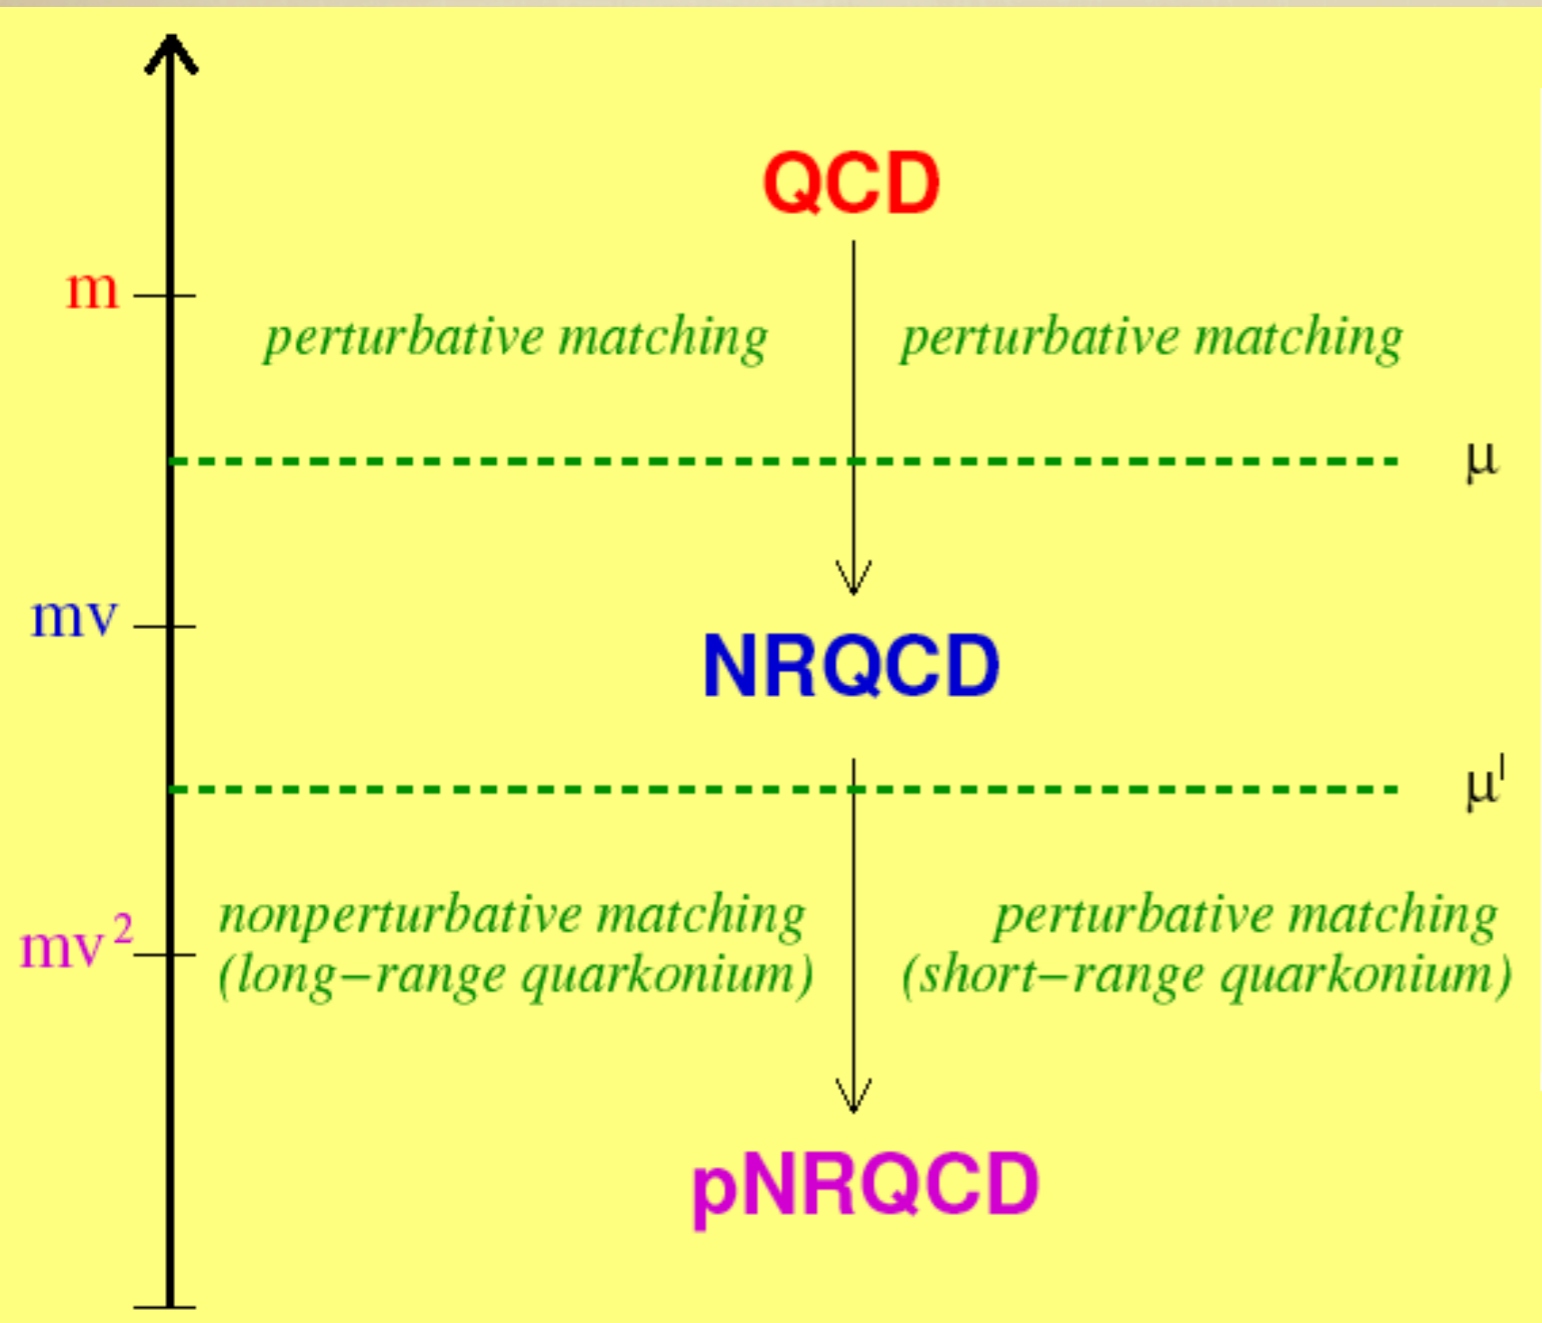 QCD
m
perturbative matching perturbative matching
μ
mv
NRQCD
μ'
nonperturbative matching perturbative matching
mv²
(long−range quarkonium) (short−range quarkonium)
pNRQCD